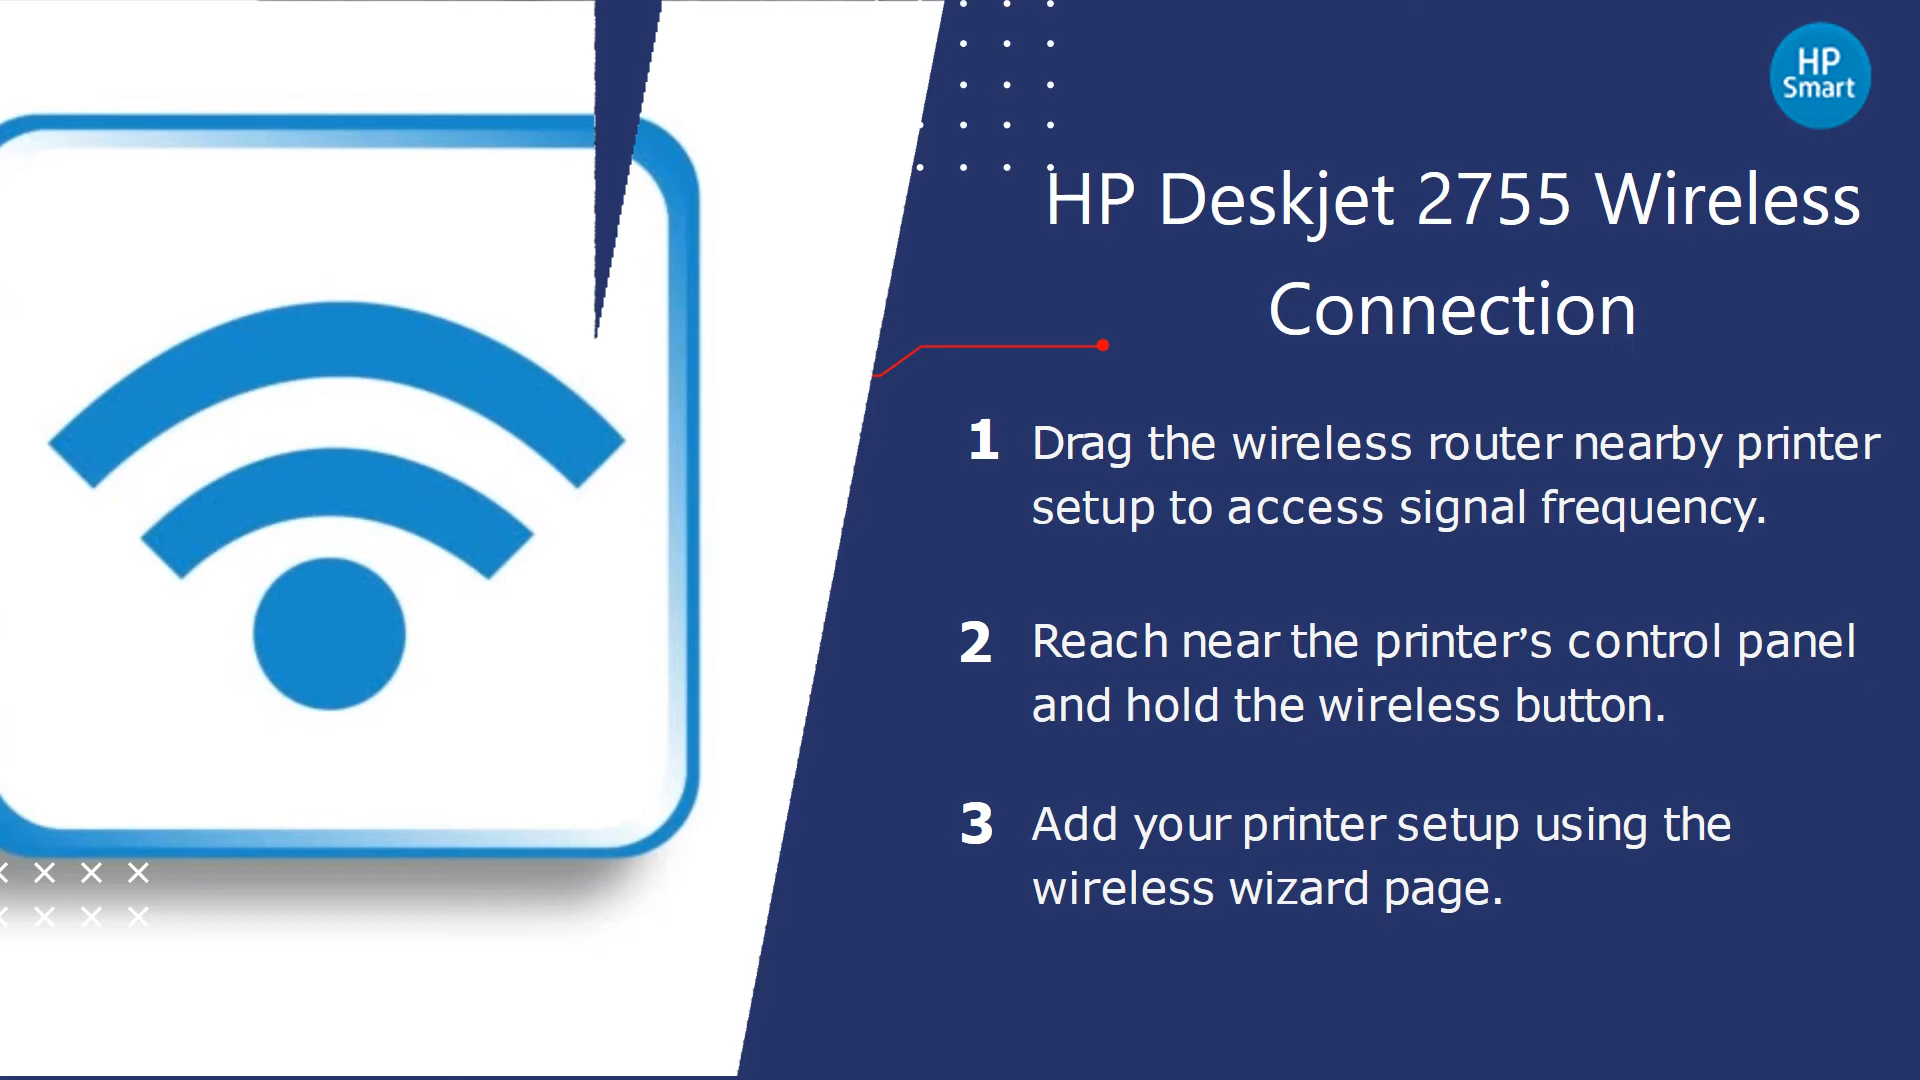 HP
Smart
HP Deskjet 2755 Wireless
Connection
1 Drag the wireless router nearby printer
setup to access signal frequency.
2 Reach near the printer’s control panel
and hold the wireless button.
3 Add your printer setup using the
wireless wizard page.